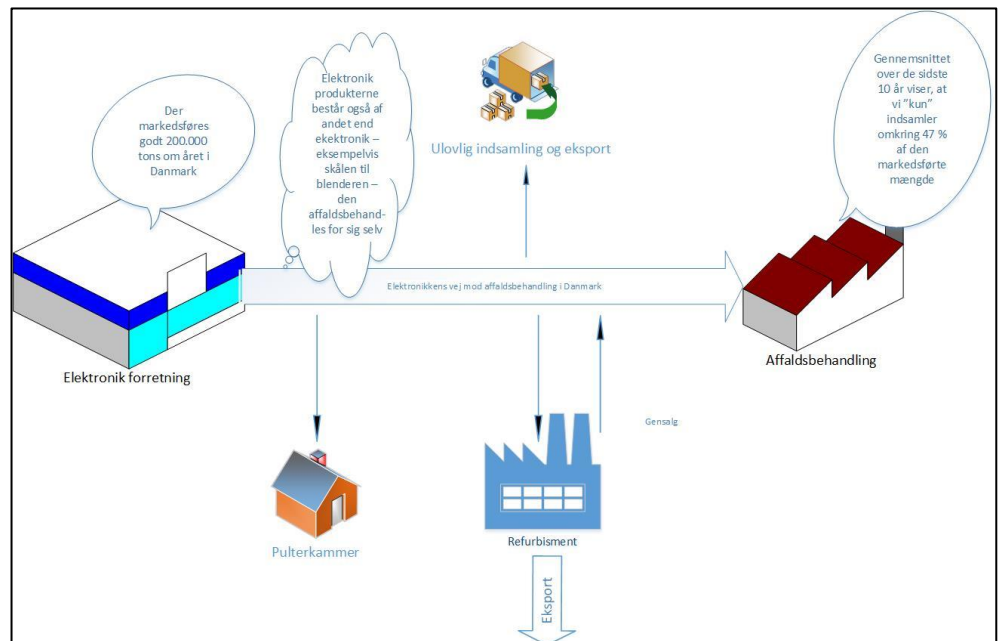 Der
markedsføres
godt 200.000
tons om året i
Danmark
Elektronik
produkterne
består også af
andet end
ekektronik –
eksempelvis
skålen til
blenderen –
den
affaldsbehand-
les for sig selv
Ulovlig indsamling og eksport
Gennemsnittet
over de sidste
10 år viser, at
vi ”kun”
indsamler
omkring 47 %
af den
markedsførte
mængde
Elektronikkens vej mod affaldsbehandling i Danmark
Elektronik forretning
Affaldsbehandling
Gensalg
Pulterkammer
Refurbisment
Eksport